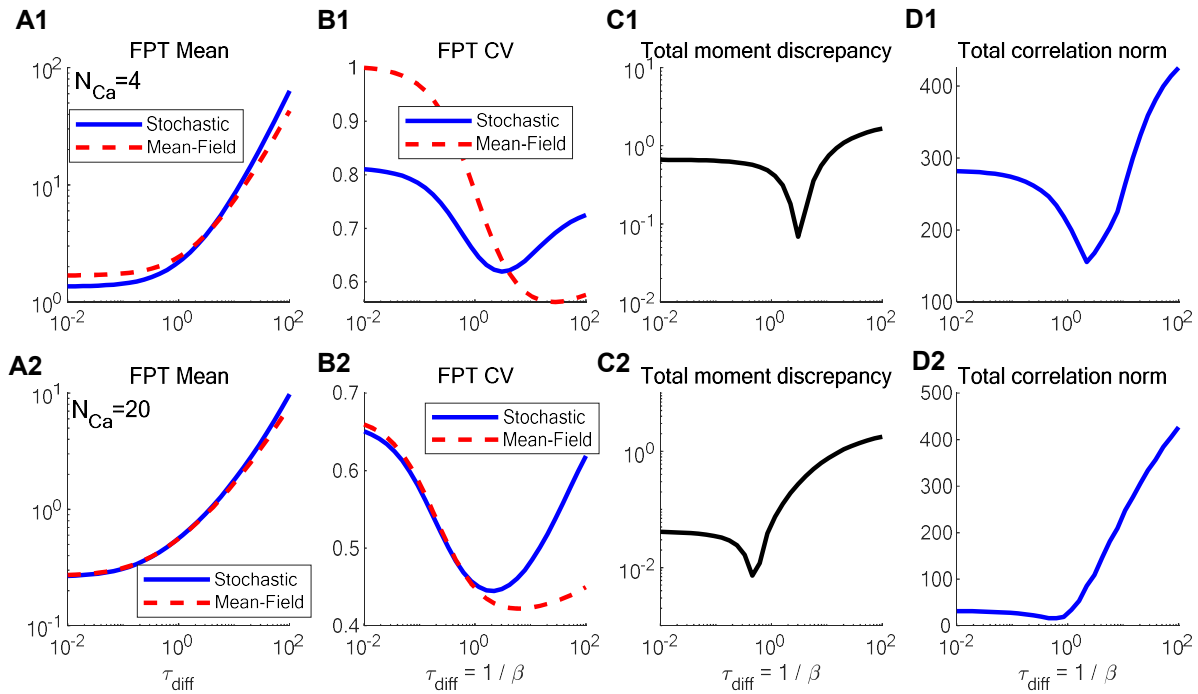 A1
FPT Mean
N_Ca=4
Stochastic
Mean-Field
10^2
10^1
10^0
10^-2
10^0
10^2
B1
FPT CV
Stochastic
Mean-Field
1
0.9
0.8
0.7
0.6
10^-2
10^0
10^2
C1
Total moment discrepancy
10^1
10^0
10^-1
10^-2
10^-2
10^0
10^2
D1
Total correlation norm
400
300
200
100
10^-2
10^0
10^2
A2
FPT Mean
N_Ca=20
Stochastic
Mean-Field
10^1
10^0
10^-1
10^-2
10^0
10^2
τ_diff
B2
FPT CV
Stochastic
Mean-Field
0.7
0.6
0.5
0.4
10^-2
10^0
10^2
τ_diff = 1 / β
C2
Total moment discrepancy
10^0
10^-2
10^-2
10^0
10^2
τ_diff = 1 / β
D2
Total correlation norm
500
400
300
200
100
0
10^-2
10^0
10^2
τ_diff = 1 / β